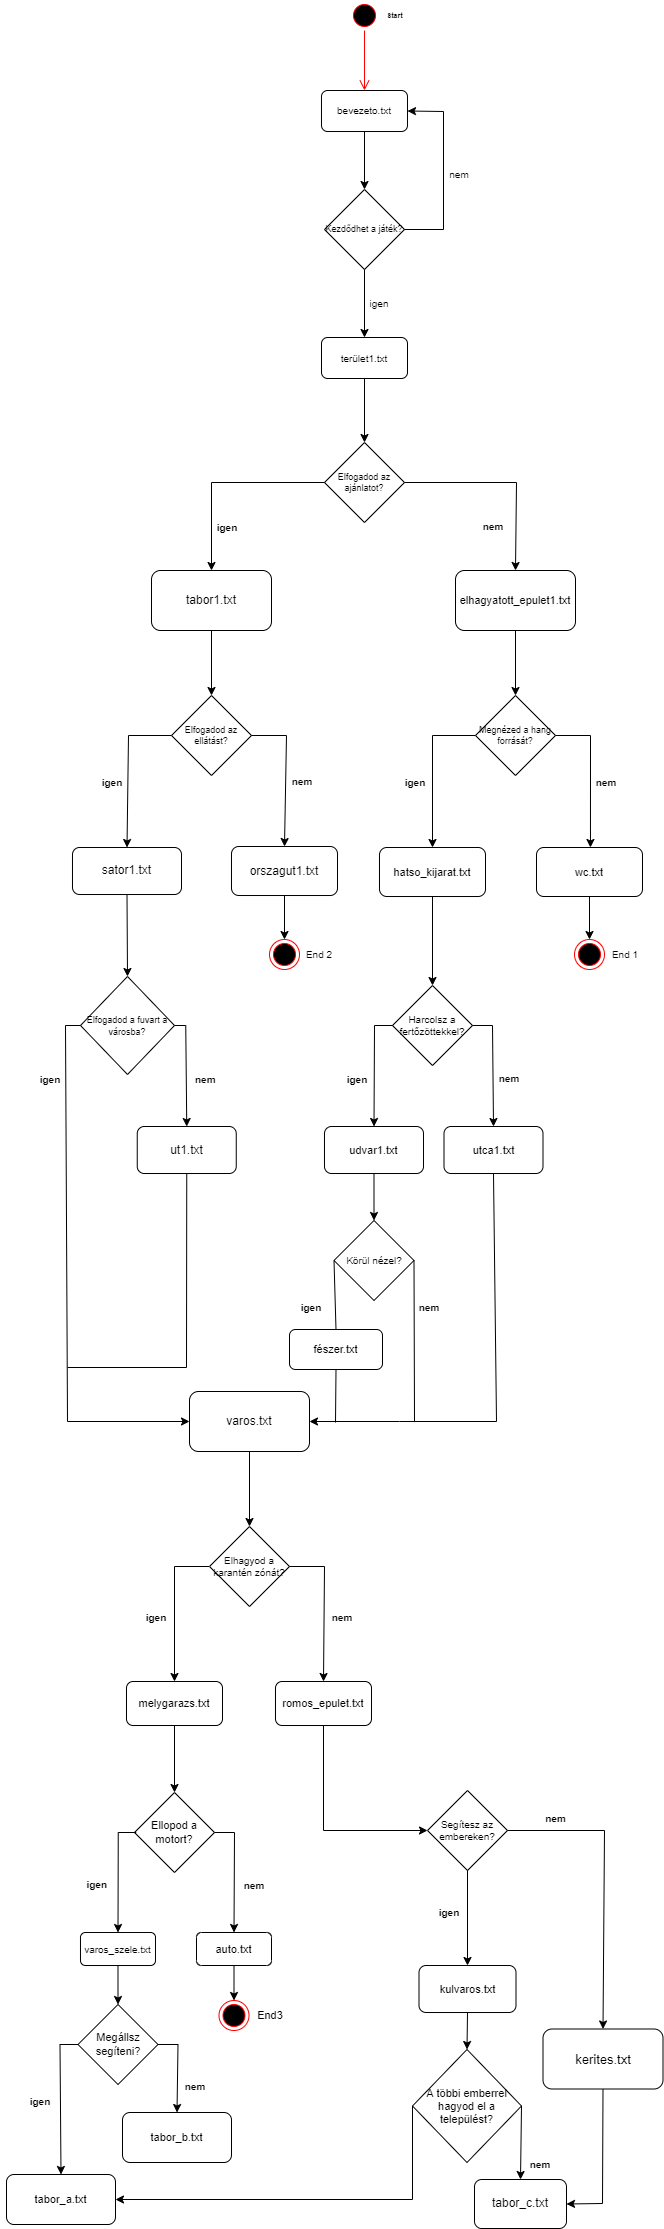 Start
bevezeto.txt
nem
Kezdődhet a játék?
igen
terület1.txt
Elfogadod az
ajánlatot?
igen
nem
tabor1.txt
elhagyatott_epulet1.txt
Elfogadod az
ellátást?
Megnézed a hang
forrását?
igen
nem
igen
nem
sator1.txt
orszagut1.txt
hatso_kijarat.txt
wc.txt
End 2
End 1
Elfogadod a fuvart a
városba?
Harcolsz a
fertőzöttekkel?
igen
nem
igen
nem
ut1.txt
udvar1.txt
utca1.txt
Körül nézel?
igen
nem
fészer.txt
varos.txt
Elhagyod a
karantén zónát?
igen
nem
melygarazs.txt
romos_epulet.txt
Ellopod a
motort?
Segítesz az
embereken?
nem
igen
nem
igen
varos_szele.txt
auto.txt
kulvaros.txt
End3
Megállsz
segíteni?
kerites.txt
A többi emberrel
hagyod el a
települést?
igen
nem
tabor_b.txt
nem
tabor_a.txt
tabor_c.txt